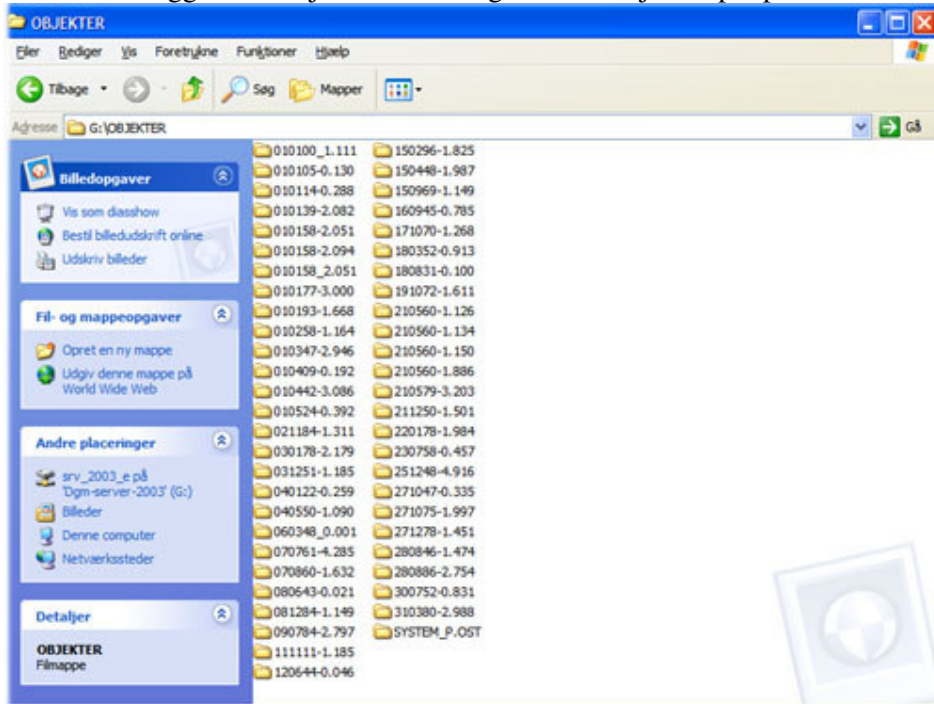 OBJEKTER
Filer Rediger Vis Foretrukne Funktioner Hjælp
Tilbage Søg Mapper
Adresse G:\OBJEKTER Gå
Billedopgaver
Vis som diasshow
Bestil billedudskrift online
Udskriv billeder
Fil- og mappeopgaver
Opret en ny mappe
Udgiv denne mappe på
World Wide Web
Andre placeringer
srv_2003_e på
'Dgm-server-2003' (G:)
Billeder
Denne computer
Netværkssteder
Detaljer
OBJEKTER
Filmappe
010100_1.111
010105-0.130
010114-0.288
010139-2.082
010158-2.051
010158-2.094
010158_2.051
010177-3.000
010193-1.668
010258-1.164
010347-2.946
010409-0.192
010442-3.086
010524-0.392
021184-1.311
030178-2.179
031251-1.185
040122-0.259
040550-1.090
060348_0.001
070761-4.285
070860-1.632
080643-0.021
081284-1.149
090784-2.797
111111-1.185
120644-0.046
150296-1.825
150448-1.987
150969-1.149
160945-0.785
171070-1.268
180352-0.913
180831-0.100
191072-1.611
210560-1.126
210560-1.134
210560-1.150
210560-1.886
210579-3.203
211250-1.501
220178-1.984
230758-0.457
251248-4.916
271047-0.335
271075-1.997
271278-1.451
280846-1.474
280886-2.754
300752-0.831
310380-2.988
SYSTEM_P.OST